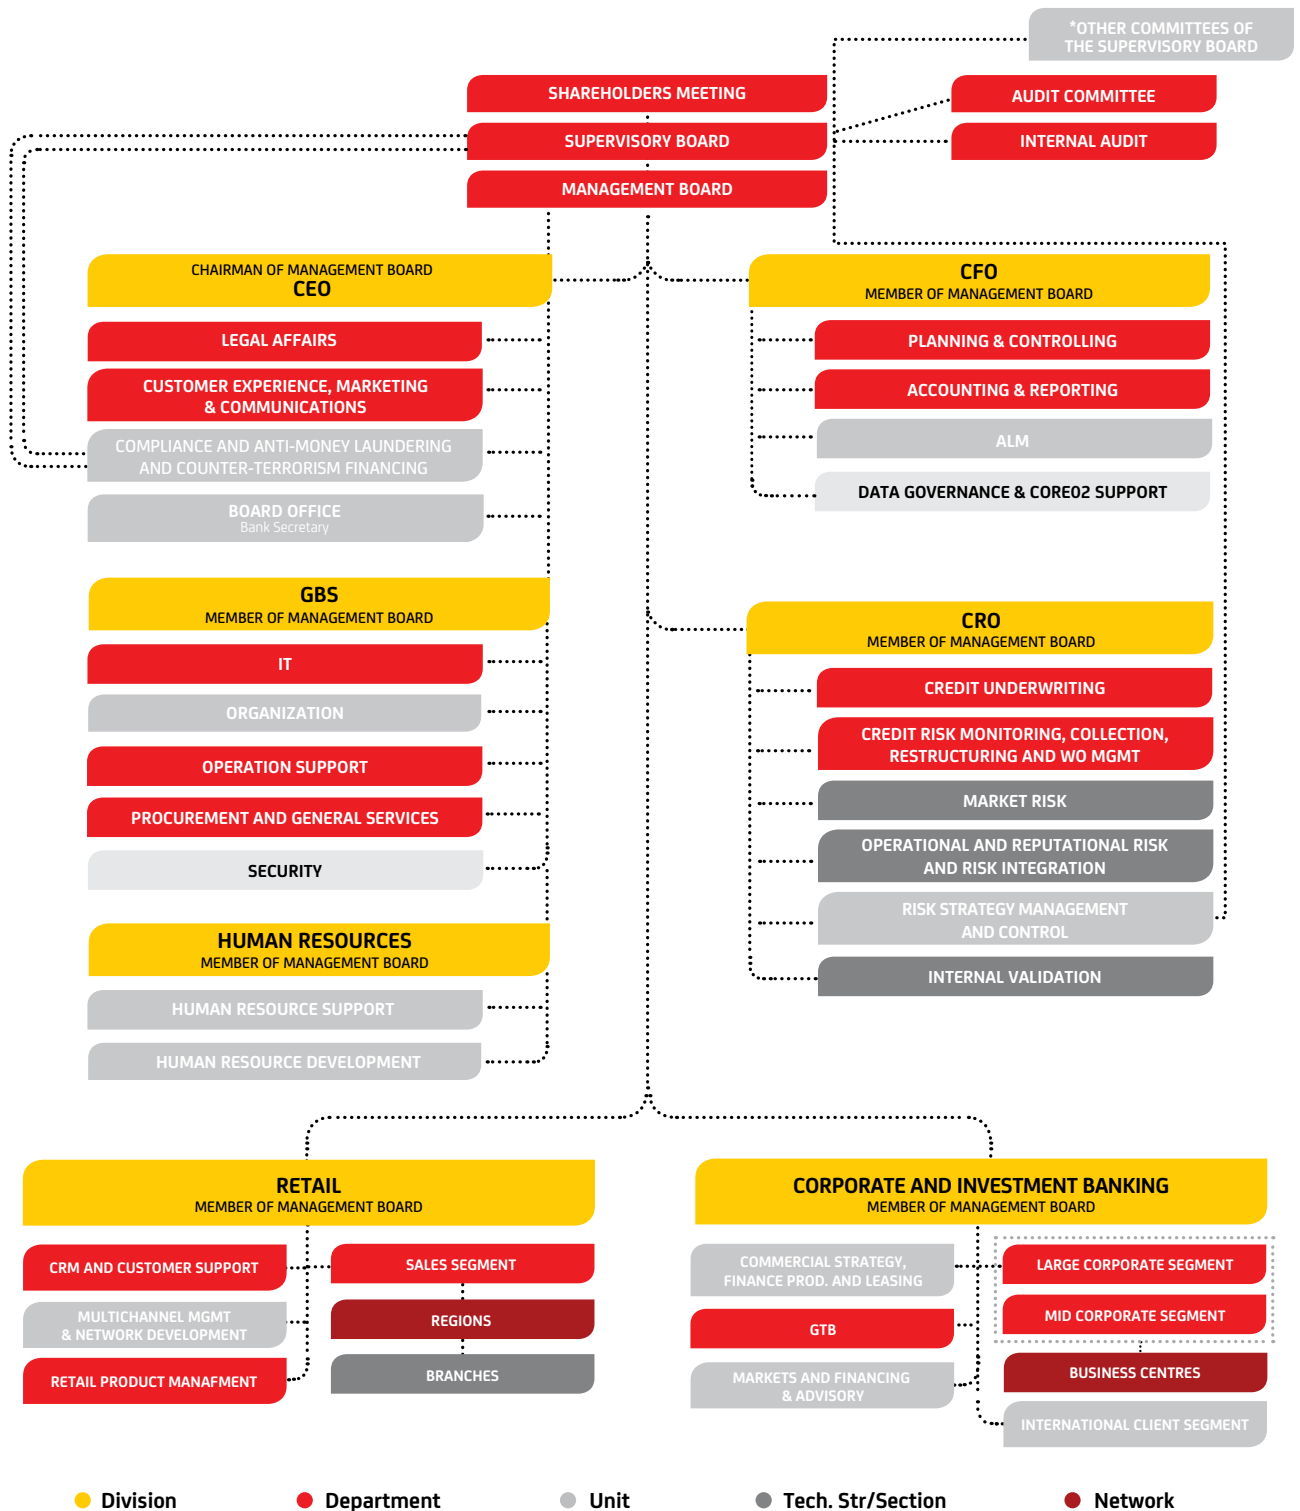 *OTHER COMMITTEES OF
THE SUPERVISORY BOARD
SHAREHOLDERS MEETING
AUDIT COMMITTEE
SUPERVISORY BOARD
INTERNAL AUDIT
MANAGEMENT BOARD
CHAIRMAN OF MANAGEMENT BOARD
CEO
LEGAL AFFAIRS
CUSTOMER EXPERIENCE, MARKETING
& COMMUNICATIONS
COMPLIANCE AND ANTI-MONEY LAUNDERING
AND COUNTER-TERRORISM FINANCING
BOARD OFFICE
Bank Secretary
CFO
MEMBER OF MANAGEMENT BOARD
PLANNING & CONTROLLING
ACCOUNTING & REPORTING
ALM
DATA GOVERNANCE & CORE02 SUPPORT
GBS
MEMBER OF MANAGEMENT BOARD
IT
ORGANIZATION
OPERATION SUPPORT
PROCUREMENT AND GENERAL SERVICES
SECURITY
CRO
MEMBER OF MANAGEMENT BOARD
CREDIT UNDERWRITING
CREDIT RISK MONITORING, COLLECTION,
RESTRUCTURING AND WO MGMT
MARKET RISK
OPERATIONAL AND REPUTATIONAL RISK
AND RISK INTEGRATION
RISK STRATEGY MANAGEMENT
AND CONTROL
INTERNAL VALIDATION
HUMAN RESOURCES
MEMBER OF MANAGEMENT BOARD
HUMAN RESOURCE SUPPORT
HUMAN RESOURCE DEVELOPMENT
RETAIL
MEMBER OF MANAGEMENT BOARD
CRM AND CUSTOMER SUPPORT
MULTICHANNEL MGMT
& NETWORK DEVELOPMENT
RETAIL PRODUCT MANAFMENT
SALES SEGMENT
REGIONS
BRANCHES
CORPORATE AND INVESTMENT BANKING
MEMBER OF MANAGEMENT BOARD
COMMERCIAL STRATEGY,
FINANCE PROD. AND LEASING
GTB
MARKETS AND FINANCING
& ADVISORY
LARGE CORPORATE SEGMENT
MID CORPORATE SEGMENT
BUSINESS CENTRES
INTERNATIONAL CLIENT SEGMENT
Division
Department
Unit
Tech. Str/Section
Network